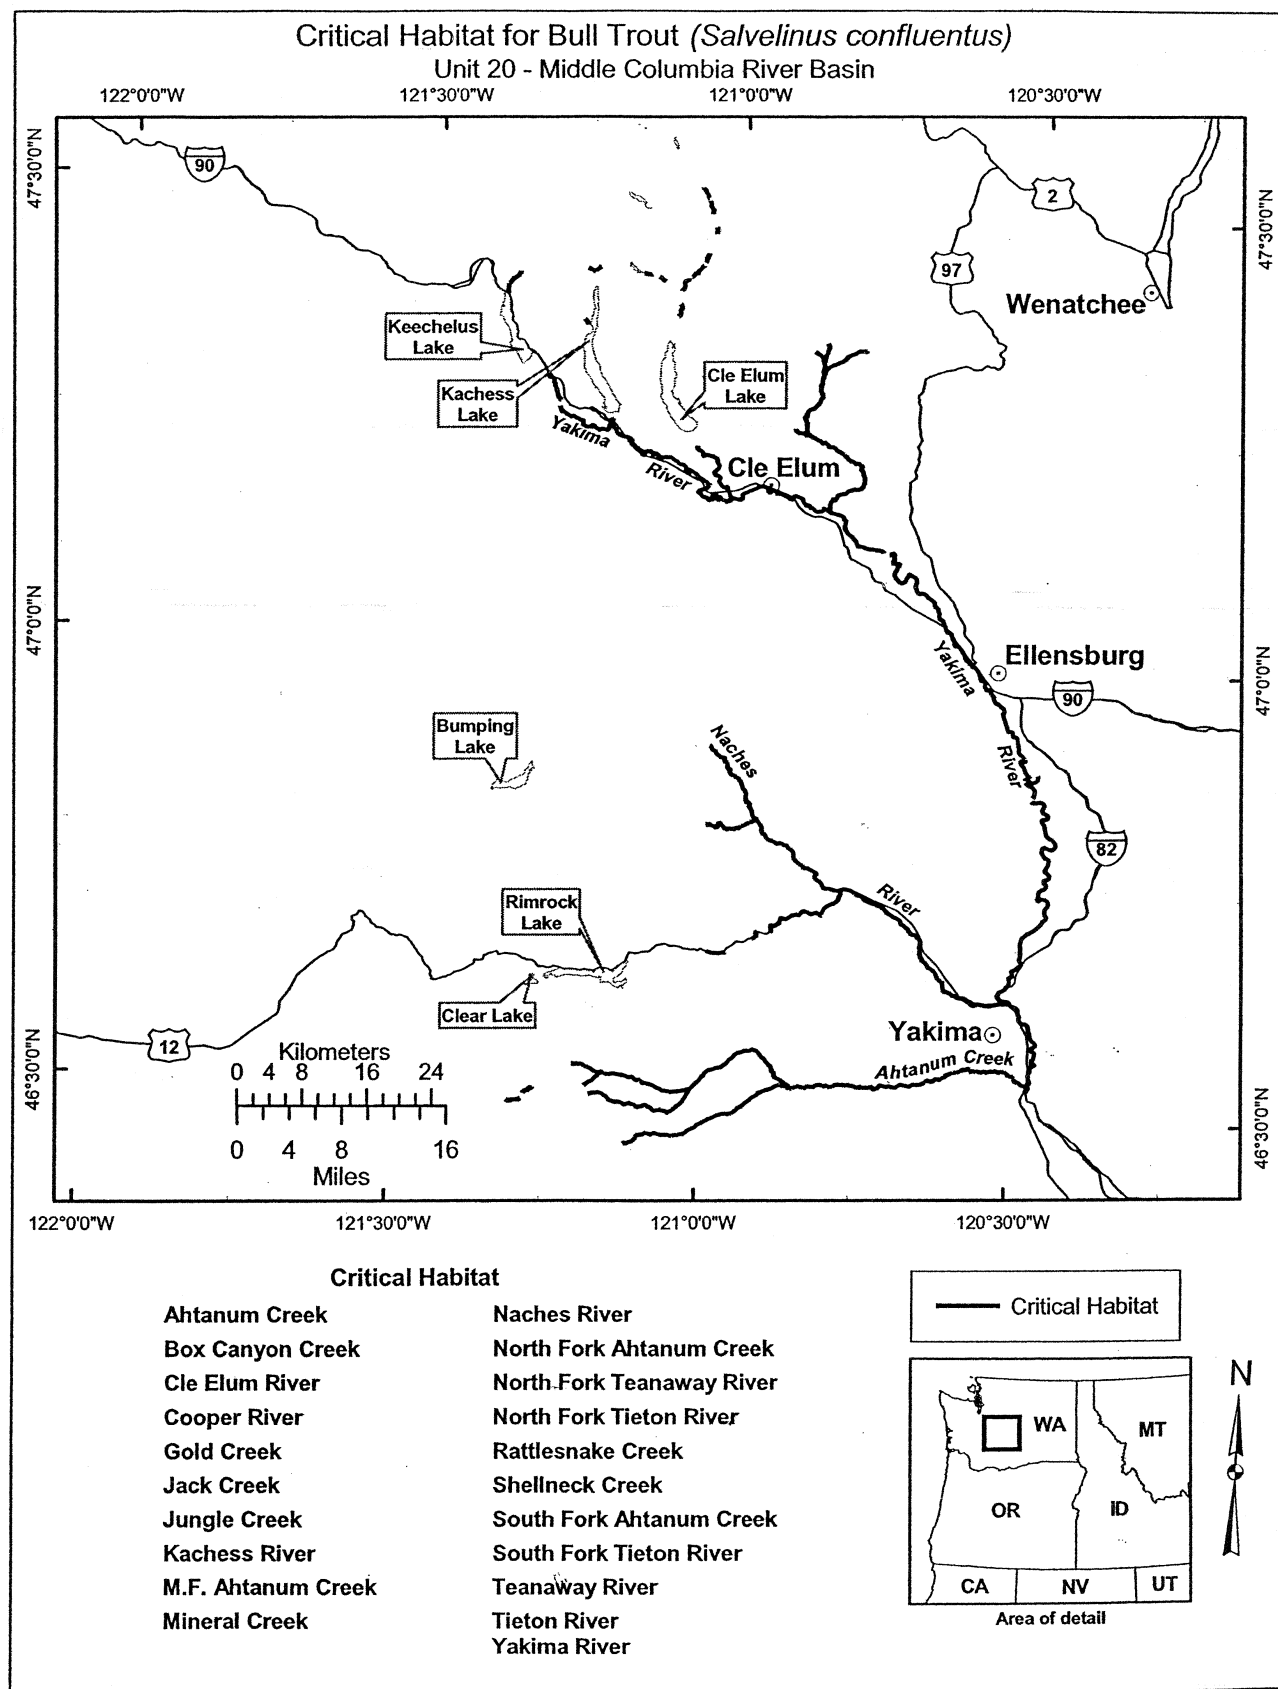 Critical Habitat for Bull Trout (Salvelinus confluentus)
Unit 20 - Middle Columbia River Basin
122°0'0"W
121°30'0"W
121°0'0"W
120°30'0"W
47°30'0"N
47°30'0"N
90
2
97
Wenatchee
Keechelus
Lake
Kachess
Lake
Cle Elum
Lake
Yakima
River
Cle Elum
47°0'0"N
47°0'0"N
Yakima
River
Ellensburg
90
Bumping
Lake
Naches
River
82
Rimrock
Lake
Clear Lake
12
Yakima
Ahtanum Creek
46°30'0"N
46°30'0"N
Kilometers
0 4 8 16 24
0 4 8 16
Miles
122°0'0"W
121°30'0"W
121°0'0"W
120°30'0"W
Critical Habitat
Ahtanum Creek
Box Canyon Creek
Cle Elum River
Cooper River
Gold Creek
Jack Creek
Jungle Creek
Kachess River
M.F. Ahtanum Creek
Mineral Creek
Naches River
North Fork Ahtanum Creek
North Fork Teanaway River
North Fork Tieton River
Rattlesnake Creek
Shellneck Creek
South Fork Ahtanum Creek
South Fork Tieton River
Teanaway River
Tieton River
Yakima River
Critical Habitat
WA
MT
OR
ID
CA
NV
UT
Area of detail
N